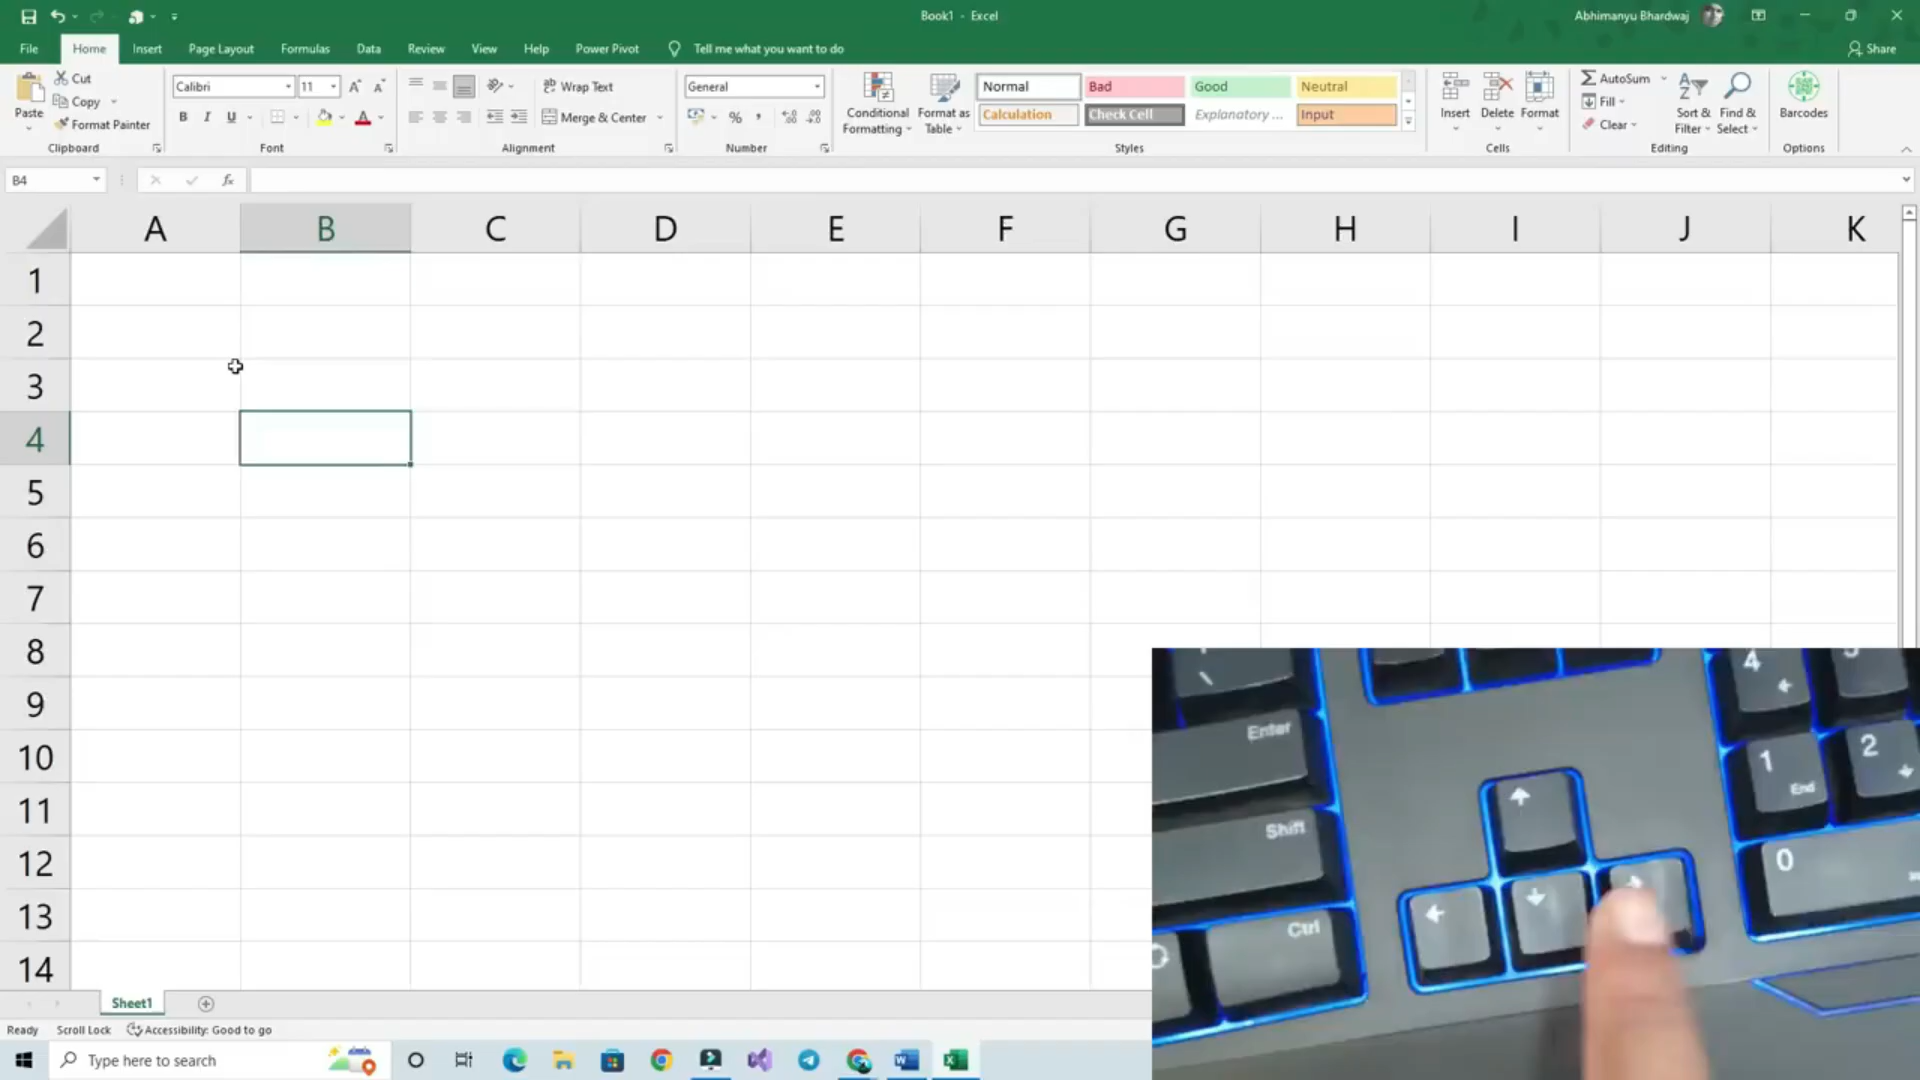 Book1 - Excel
Abhimanyu Bhardwaj
File Home Insert Page Layout Formulas Data Review View Help Power Pivot Tell me what you want to do Share
Paste
Cut
Copy
Format Painter
Clipboard
Calibri 11
B I U
Font
Wrap Text
Merge & Center
Alignment
General
%
Number
Conditional Formatting
Format as Table
Normal Bad Good Neutral
Calculation Check Cell Explanatory ... Input
Styles
Insert Delete Format
Cells
AutoSum
Fill
Clear
Sort & Filter
Find & Select
Editing
Barcodes
Options
B4
fx
A B C D E F G H I J K
1
2
3
4
5
6
7
8
9
10
11
12
13
14
Sheet1
Ready Scroll Lock Accessibility: Good to go
Type here to search
\
Enter
Shift
Ctrl
4
1
End
2
0